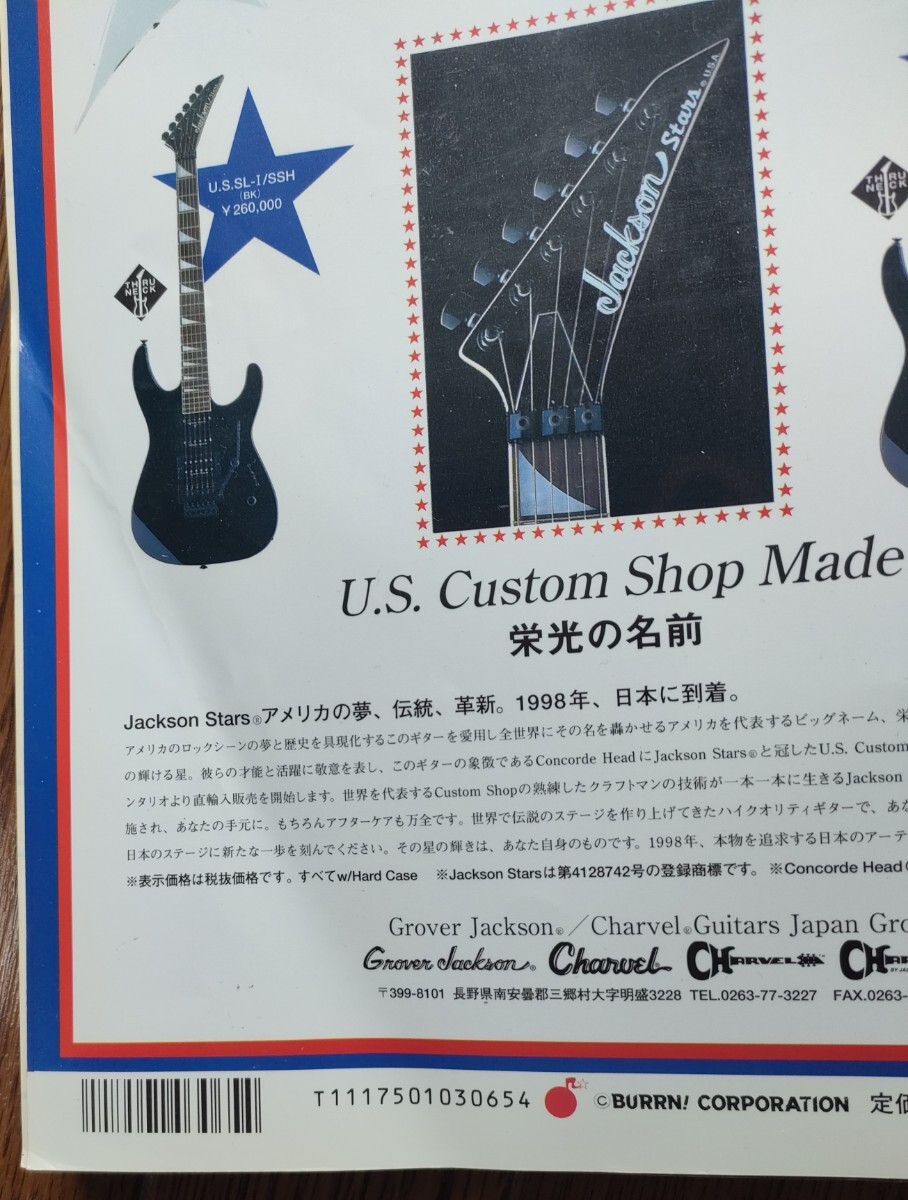 Jackson
U.S.SL-I/SSH
(BK)
¥260,000
THRU
NECK
Jackson Stars® U.S.A.
THRU
NECK
U.S. Custom Shop Made
栄光の名前
Jackson Stars®アメリカの夢、伝統、革新。1998年、日本に到着。
アメリカのロックシーンの夢と歴史を具現化するこのギターを愛用し全世界にその名を轟かせるアメリカを代表するビッグネーム、栄
の輝ける星。彼らの才能と活躍に敬意を表し、このギターの象徴であるConcorde HeadにJackson Stars®と冠したU.S. Custom
ンタリオより直輸入販売を開始します。世界を代表するCustom Shopの熟練したクラフトマンの技術が一本一本に生きるJackson
施され、あなたの手元に。もちろんアフターケアも万全です。世界で伝説のステージを作り上げてきたハイクオリティギターで、あな
日本のステージに新たな一歩を刻んでください。その星の輝きは、あなた自身のものです。1998年、本物を追求する日本のアーテ
※表示価格は税抜価格です。すべてw/Hard Case ※Jackson Starsは第4128742号の登録商標です。 ※Concorde Head
Grover Jackson®／Charvel®Guitars Japan Gro
Grover Jackson® Charvel CHARVEL™ CHAR
〒399-8101 長野県南安曇郡三郷村大字明盛3228 TEL.0263-77-3227 FAX.0263-
T1117501030654 ©BURRN! CORPORATION 定価